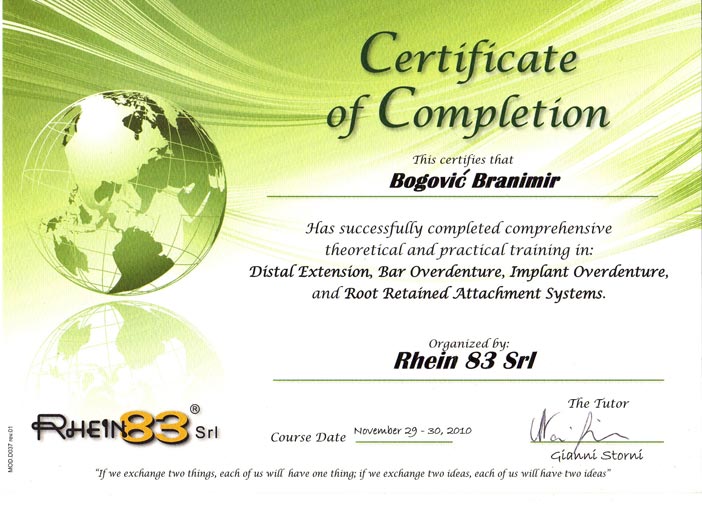 Certificate
of Completion
This certifies that
Bogović Branimir
Has successfully completed comprehensive
theoretical and practical training in:
Distal Extension, Bar Overdenture, Implant Overdenture,
and Root Retained Attachment Systems.
Organized by:
Rhein 83 Srl
The Tutor
RHEIN83® Srl
Course Date November 29 - 30, 2010
Gianni Storni
"If we exchange two things, each of us will have one thing; if we exchange two ideas, each of us will have two ideas"
MOD.D037 rev.01